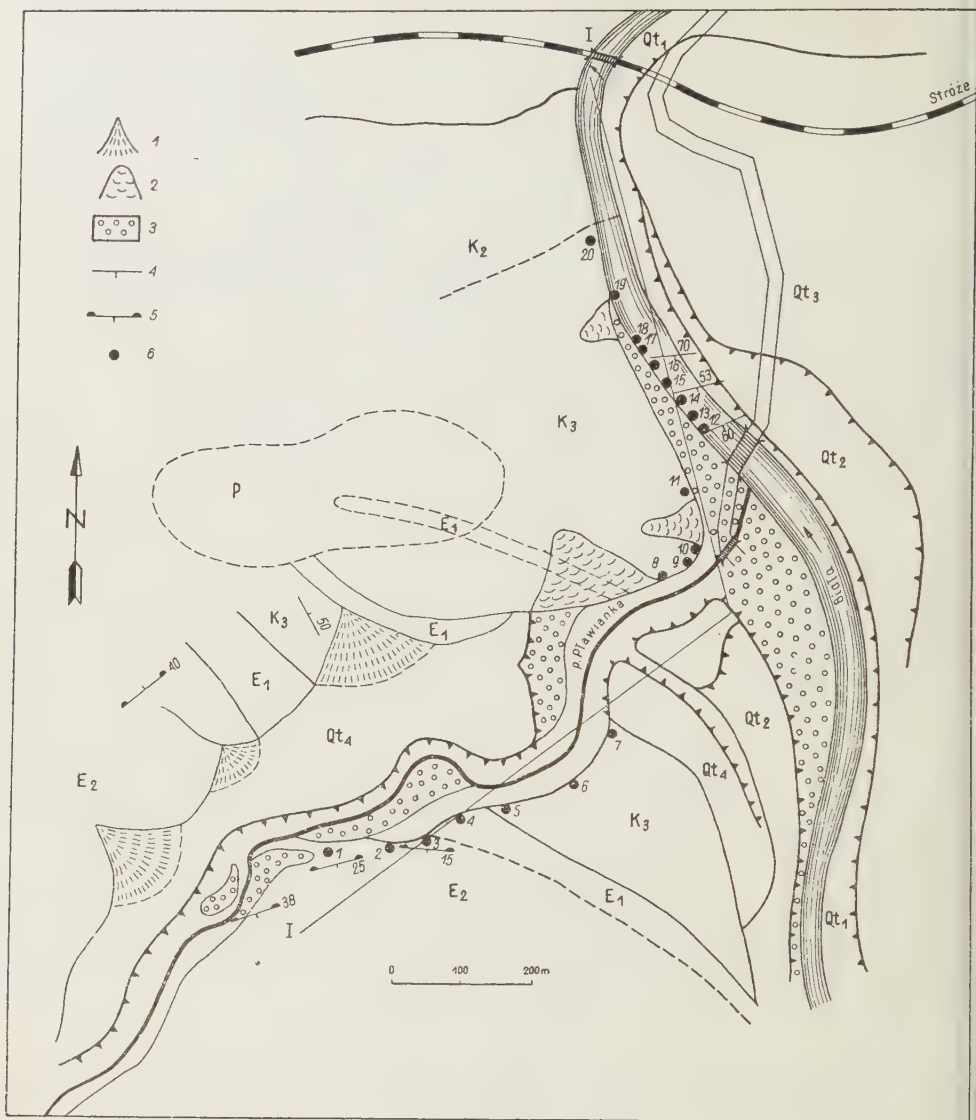 I
Qt₁
Stróże
1
2
3
4
5
6
K₂
20
Qt₃
19
18
17
70
16
15
53
14
13
12
60
K₃
Qt₂
11
P
E₁
N
10
9
8
Biała
p. Pławianka
K₃
50
E₁
40
E₁
Qt₄
Qt₂
Qt₄
7
E₂
6
K₃
5
4
3
2
1
15
25
E₂
E₁
38
I
Qt₁
0 100 200m